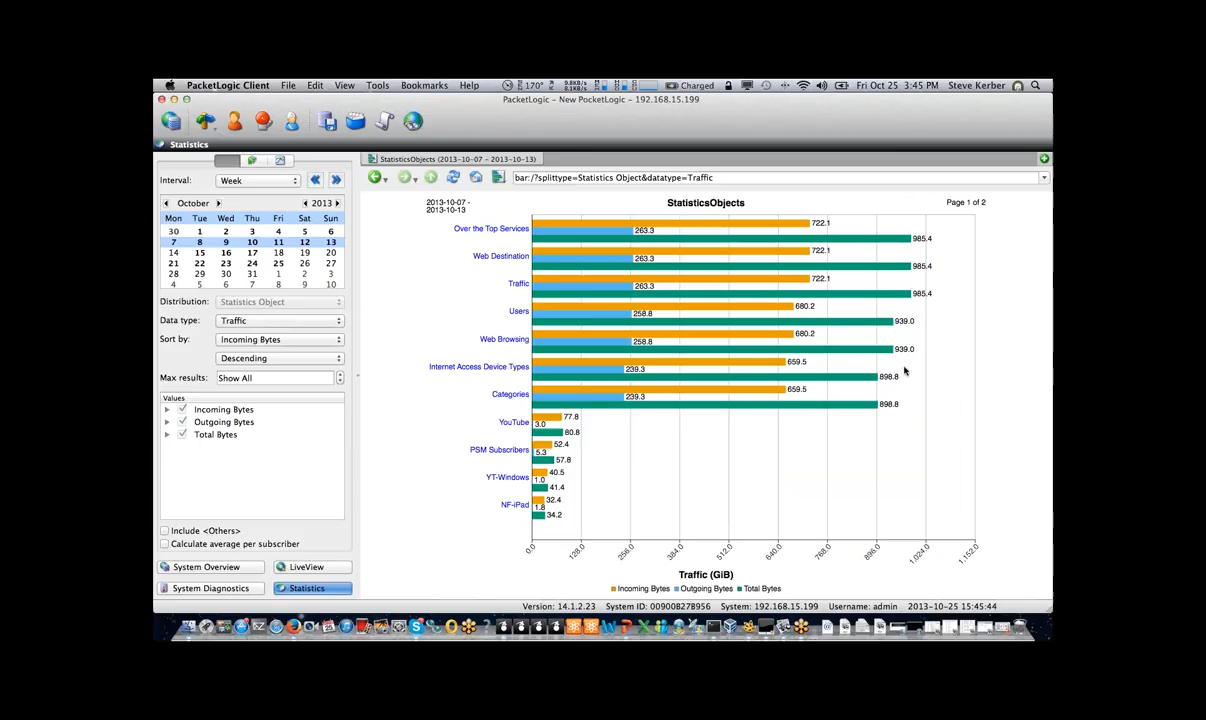 PacketLogic Client File Edit View Tools Bookmarks Help 170° 9.8KB/s 8.1KB/s Charged Fri Oct 25 3:45 PM Steve Kerber
PacketLogic - New PocketLogic - 192.168.15.199
Statistics
StatisticsObjects (2013-10-07 - 2013-10-13)
Interval: Week
bar:/?splittype=Statistics Object&datatype=Traffic
October 2013
Mon Tue Wed Thu Fri Sat Sun
30 1 2 3 4 5 6
7 8 9 10 11 12 13
14 15 16 17 18 19 20
21 22 23 24 25 26 27
28 29 30 31 1 2 3
4 5 6 7 8 9 10
Distribution: Statistics Object
Data type: Traffic
Sort by: Incoming Bytes
Descending
Max results: Show All
Values
Incoming Bytes
Outgoing Bytes
Total Bytes
Include <Others>
Calculate average per subscriber
System Overview LiveView
System Diagnostics Statistics
2013-10-07 -
2013-10-13
StatisticsObjects
Page 1 of 2
Over the Top Services 722.1 263.3 985.4
Web Destination 722.1 263.3 985.4
Traffic 722.1 263.3 985.4
Users 680.2 258.8 939.0
Web Browsing 680.2 258.8 939.0
Internet Access Device Types 659.5 239.3 898.8
Categories 659.5 239.3 898.8
YouTube 77.8 3.0 80.8
PSM Subscribers 52.4 5.3 57.8
YT-Windows 40.5 1.0 41.4
NF-iPad 32.4 1.8 34.2
0.0 128.0 256.0 384.0 512.0 640.0 768.0 896.0 1,024.0 1,152.0
Traffic (GiB)
Incoming Bytes Outgoing Bytes Total Bytes
Version: 14.1.2.23 System ID: 00900B27B956 System: 192.168.15.199 Username: admin 2013-10-25 15:45:44